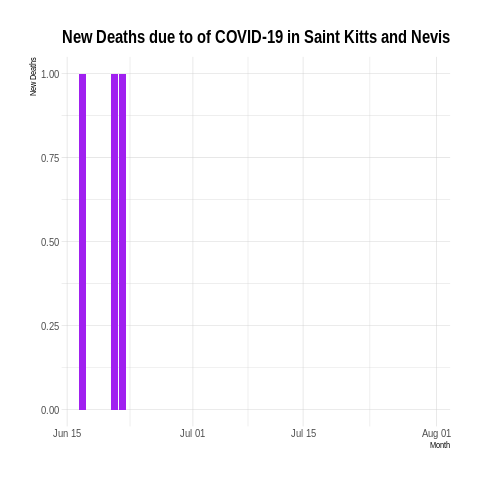 New Deaths due to of COVID-19 in Saint Kitts and Nevis
New Deaths
1.00
0.75
0.50
0.25
0.00
Jun 15 Jul 01 Jul 15 Aug 01
Month